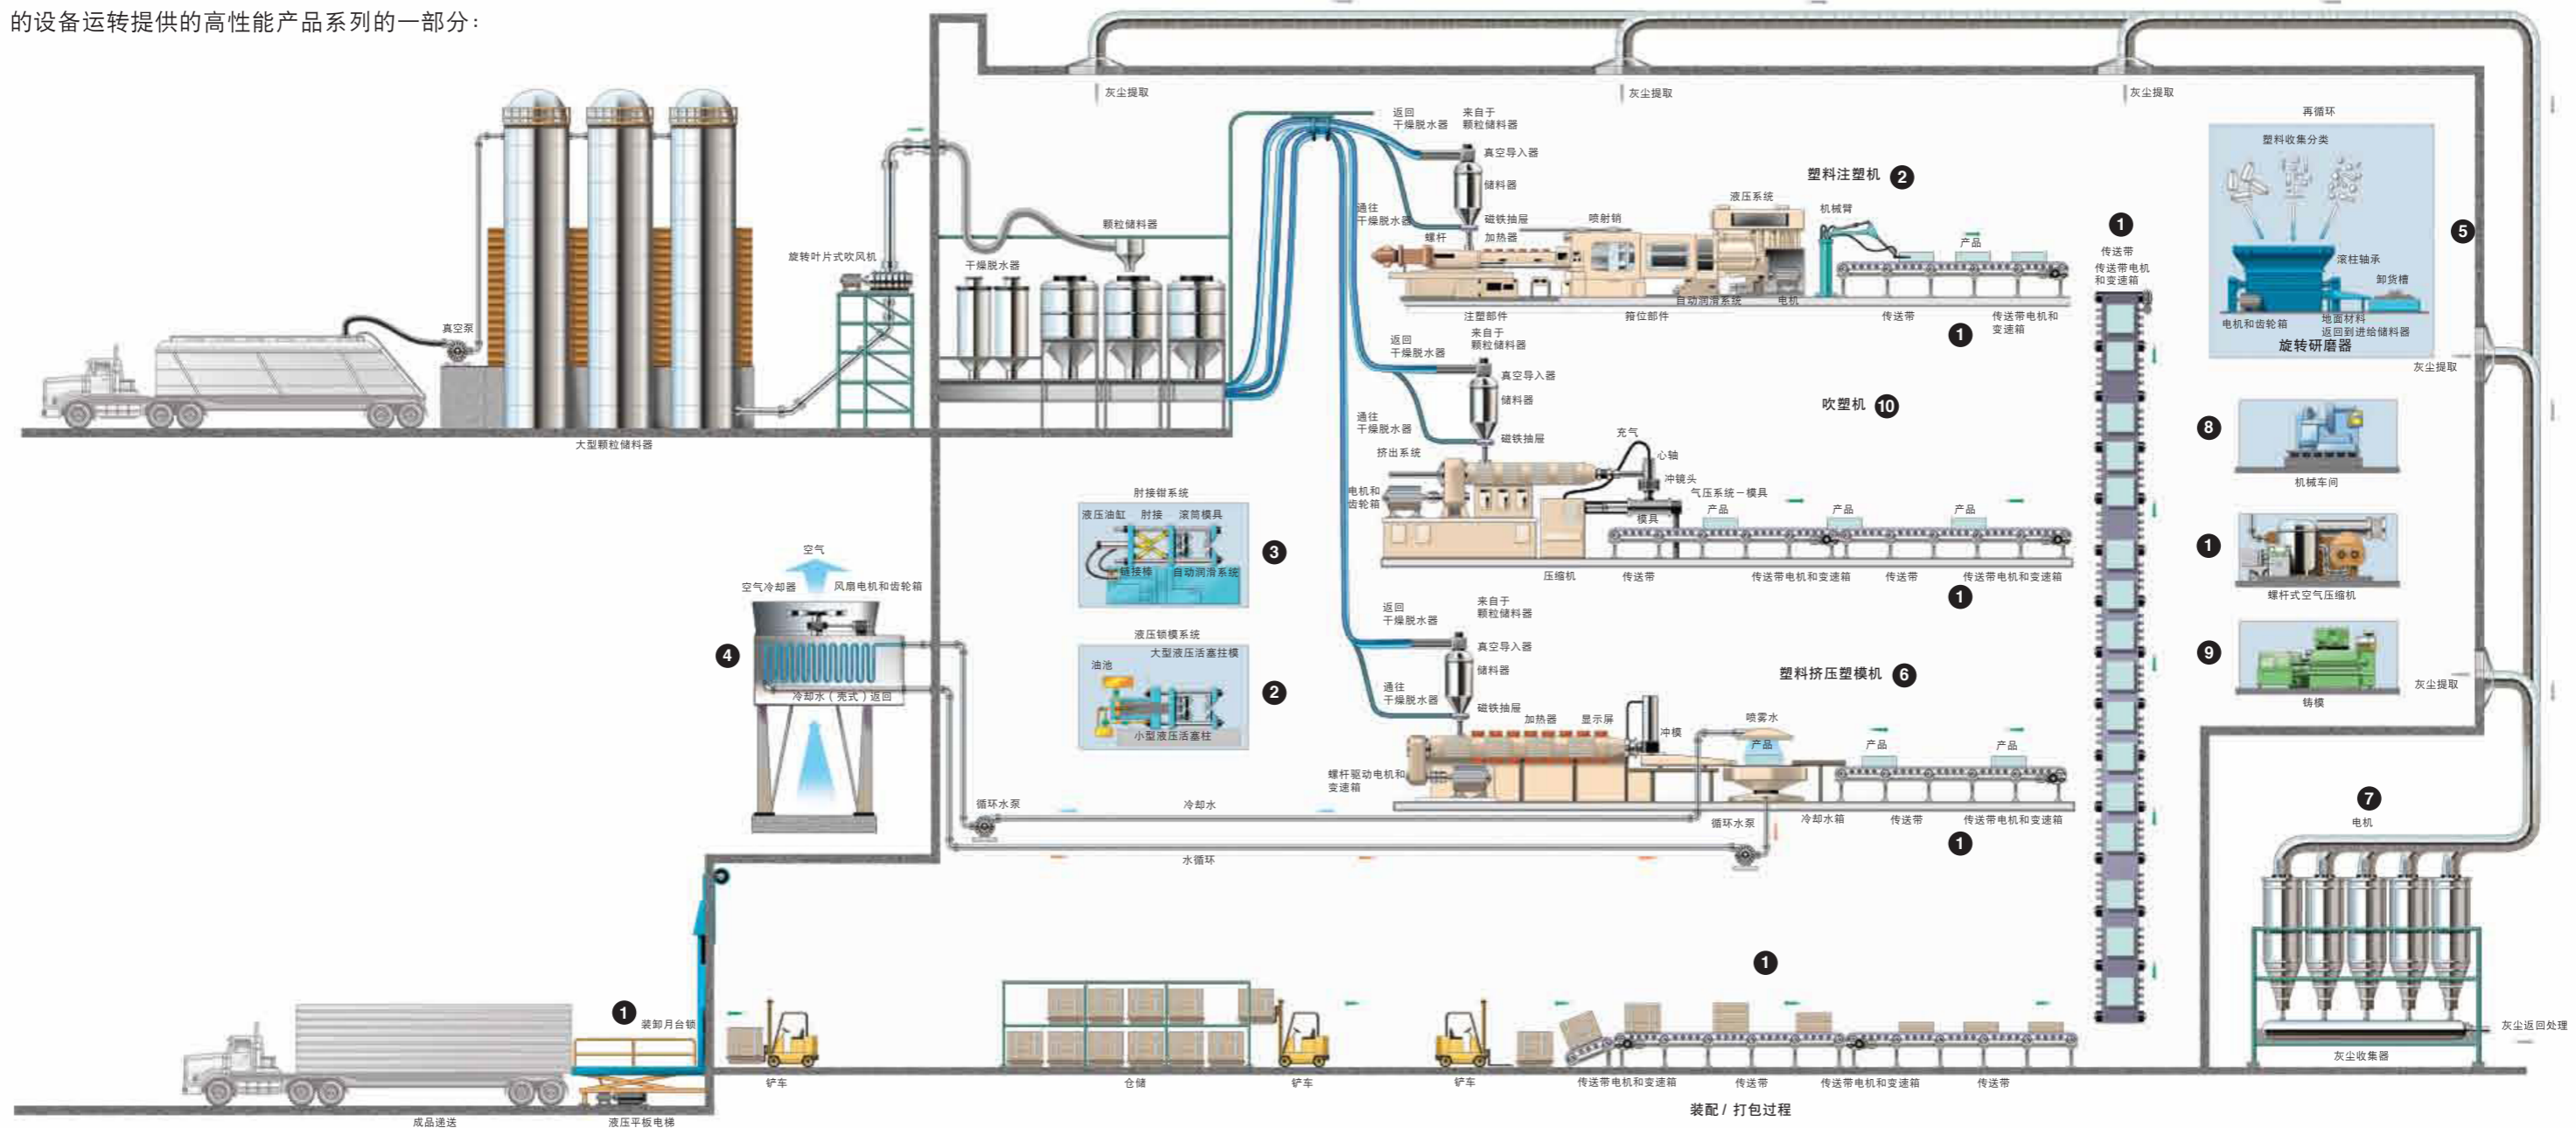 的设备运转提供的高性能产品系列的一部分：
灰尘提取
灰尘提取
灰尘提取
真空泵
大型颗粒储料器
旋转叶片式吹风机
干燥脱水器
颗粒储料器
返回
干燥脱水器
来自于
颗粒储料器
真空导入器
储料器
通往
干燥脱水器
磁铁抽屉
喷射销
螺杆
加热器
塑料注塑机 2
液压系统
机械臂
产品
自动润滑系统
电机
注塑部件
箝位部件
传送带
传送带电机和
变速箱
1
1
传送带
传送带电机
和变速箱
再循环
塑料收集分类
滚柱轴承
卸货槽
电机和齿轮箱
地面材料
返回到进给储料器
旋转研磨器
5
灰尘提取
返回
干燥脱水器
来自于
颗粒储料器
真空导入器
储料器
通往
干燥脱水器
磁铁抽屉
吹塑机 10
挤出系统
充气
心轴
冲镜头
电机和
齿轮箱
气压系统－模具
模具
产品
产品
产品
压缩机
传送带
传送带电机和变速箱
传送带
传送带电机和变速箱
1
8
机械车间
1
螺杆式空气压缩机
9
铸模
灰尘提取
肘接钳系统
液压油缸
肘接
滚筒模具
链接棒
自动润滑系统
3
液压锁模系统
大型液压活塞柱模
油池
小型液压活塞柱
2
空气
空气冷却器
风扇电机和齿轮箱
4
冷却水（壳式）返回
返回
干燥脱水器
来自于
颗粒储料器
真空导入器
储料器
通往
干燥脱水器
磁铁抽屉
塑料挤压塑模机 6
加热器
显示屏
冲模
喷雾水
产品
产品
产品
螺杆驱动电机和
变速箱
循环水泵
冷却水
循环水泵
冷却水箱
传送带
传送带电机和变速箱
1
水循环
7
电机
灰尘返回处理
灰尘收集器
1
装卸月台锁
成品递送
液压平板电梯
铲车
仓储
铲车
铲车
1
传送带电机和变速箱
传送带
传送带电机和变速箱
传送带
装配 / 打包过程